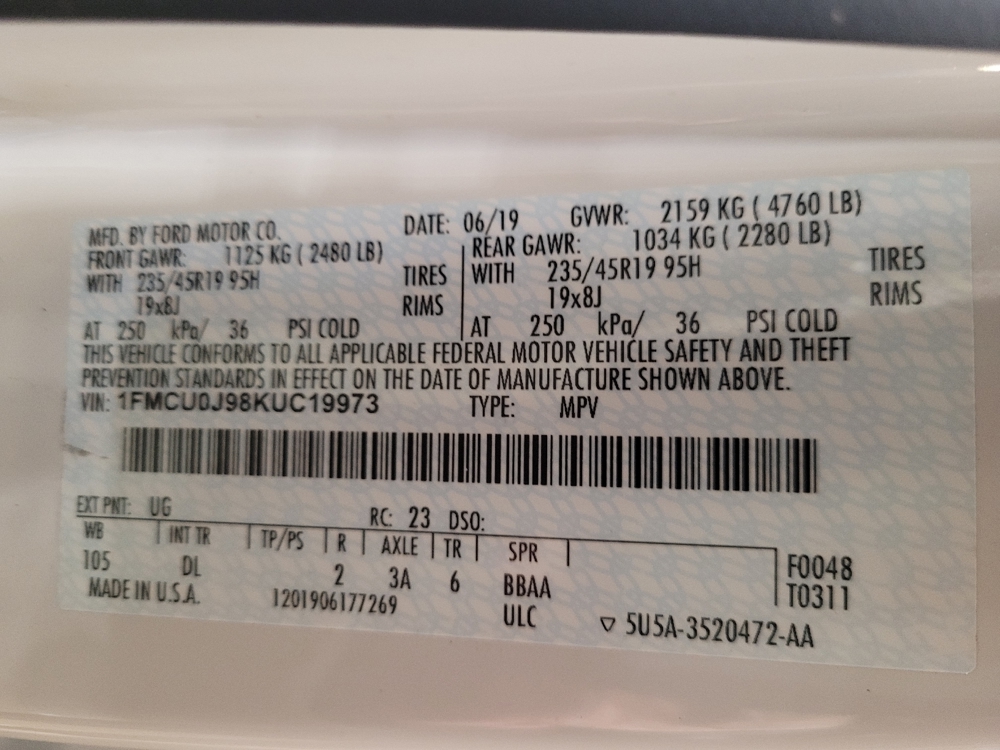 MFD. BY FORD MOTOR CO. DATE: 06/19 GVWR: 2159 KG ( 4760 LB)
FRONT GAWR: 1125 KG ( 2480 LB) REAR GAWR: 1034 KG ( 2280 LB)
WITH 235/45R19 95H TIRES WITH 235/45R19 95H TIRES
19x8J RIMS 19x8J RIMS
AT 250 kPa/ 36 PSI COLD AT 250 kPa/ 36 PSI COLD
THIS VEHICLE CONFORMS TO ALL APPLICABLE FEDERAL MOTOR VEHICLE SAFETY AND THEFT
PREVENTION STANDARDS IN EFFECT ON THE DATE OF MANUFACTURE SHOWN ABOVE.
VIN: 1FMCU0J98KUC19973 TYPE: MPV
EXT PNT: UG RC: 23 DSO:
WB INT TR TP/PS R AXLE TR SPR
105 DL 2 3A 6 BBAA F0048
MADE IN U.S.A. 1201906177269 ULC T0311
▽ 5U5A-3520472-AA